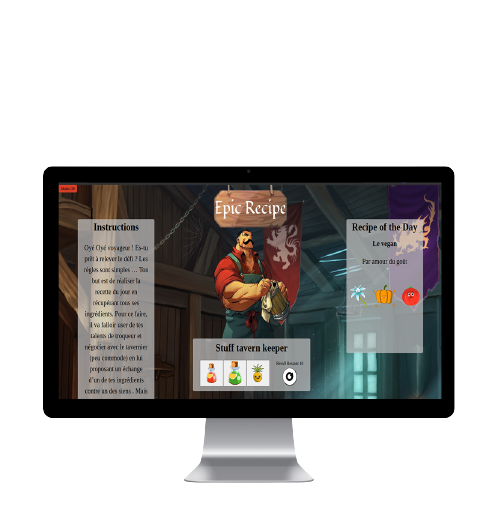 Epic Recipe
Instructions
Oyé Oyé voyageur ! Es-tu
prêt à relever le défi ? Les
règles sont simples ... Ton
but est de réaliser la
recette du jour en
récupérant tous ses
ingrédients. Pour ce faire,
il va falloir user de tes
talents de troqueur et
négocier avec le tavernier
(peu commode) en lui
proposant un échange
d'un de tes ingrédients
contre un des siens . Mais
Recipe of the Day
Le vegan
Par amour du goût
Stuff tavern keeper